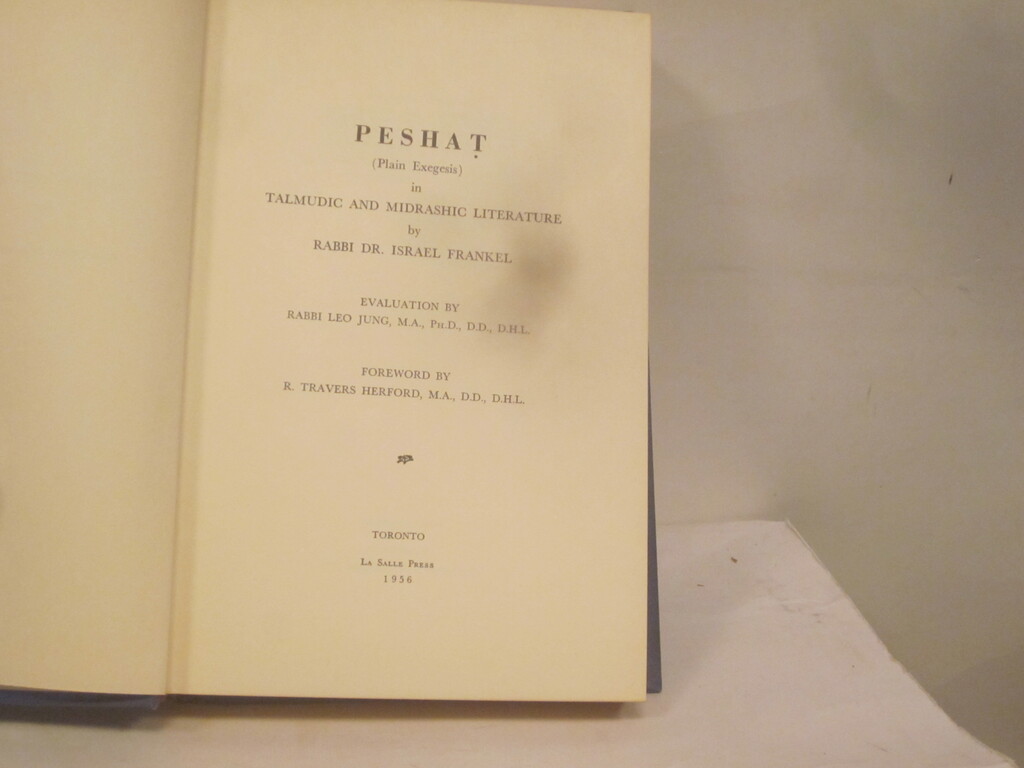 PESHAṬ
(Plain Exegesis)
in
TALMUDIC AND MIDRASHIC LITERATURE
by
RABBI DR. ISRAEL FRANKEL
EVALUATION BY
RABBI LEO JUNG, M.A., PH.D., D.D., D.H.L.
FOREWORD BY
R. TRAVERS HERFORD, M.A., D.D., D.H.L.
TORONTO
LA SALLE PRESS
1956